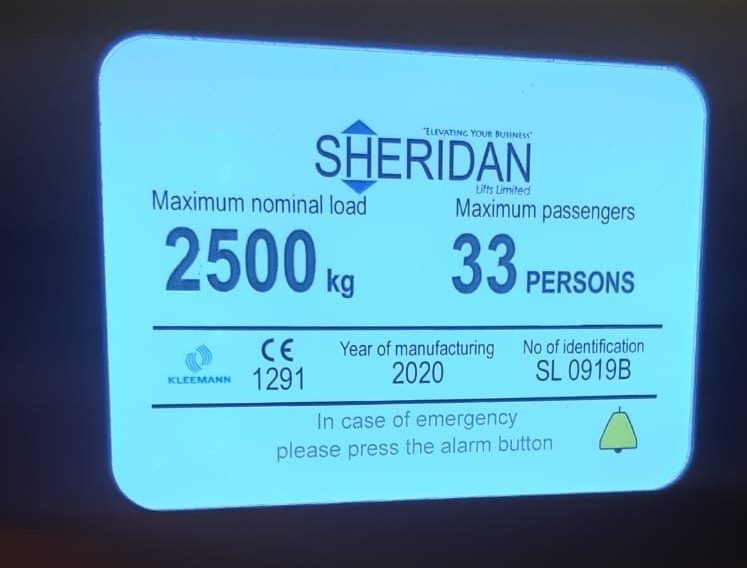 "ELEVATING YOUR BUSINESS"
SHERIDAN
Lifts Limited
Maximum nominal load
Maximum passengers
2500 kg
33 PERSONS
KLEEMANN
CE
1291
Year of manufacturing
2020
No of identification
SL 0919B
In case of emergency
please press the alarm button